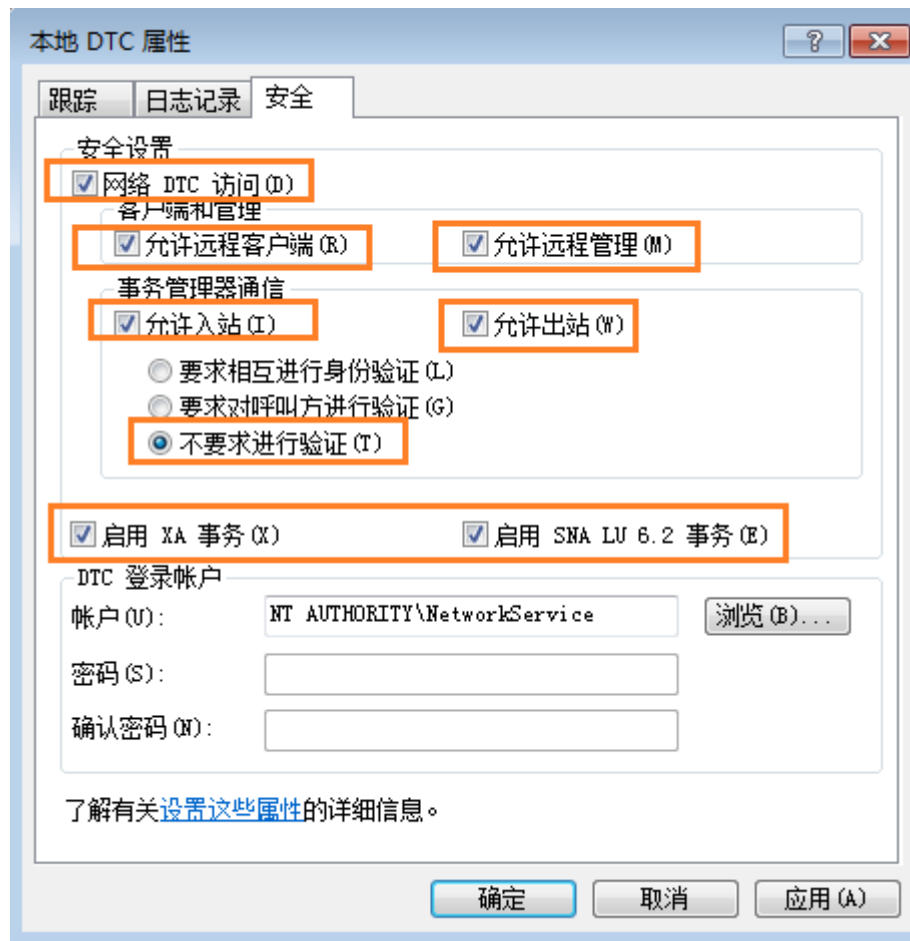 本地 DTC 属性
跟踪 日志记录 安全
安全设置
网络 DTC 访问(D)
客户端和管理
允许远程客户端(R) 允许远程管理(M)
事务管理器通信
允许入站(I) 允许出站(W)
要求相互进行身份验证(L)
要求对呼叫方进行验证(G)
不要求进行验证(T)
启用 XA 事务(X) 启用 SNA LU 6.2 事务(E)
DTC 登录帐户
帐户(U): NT AUTHORITY\NetworkService 浏览(B)...
密码(S):
确认密码(N):
了解有关设置这些属性的详细信息。
确定 取消 应用(A)